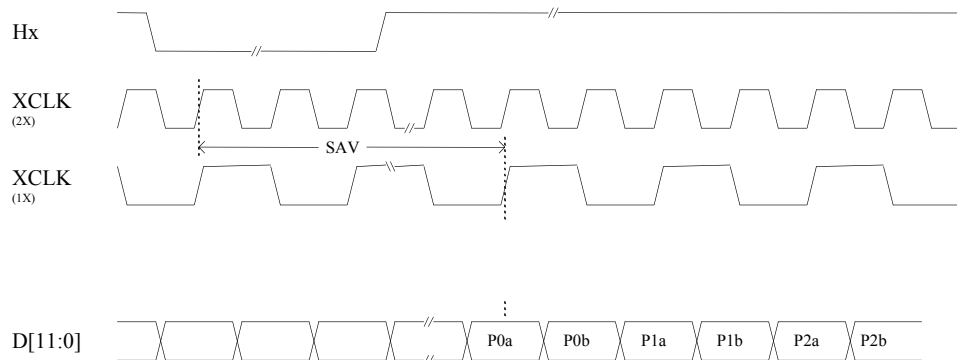 Hx
XCLK
(2X)
SAV
XCLK
(1X)
D[11:0]
P0a P0b P1a P1b P2a P2b